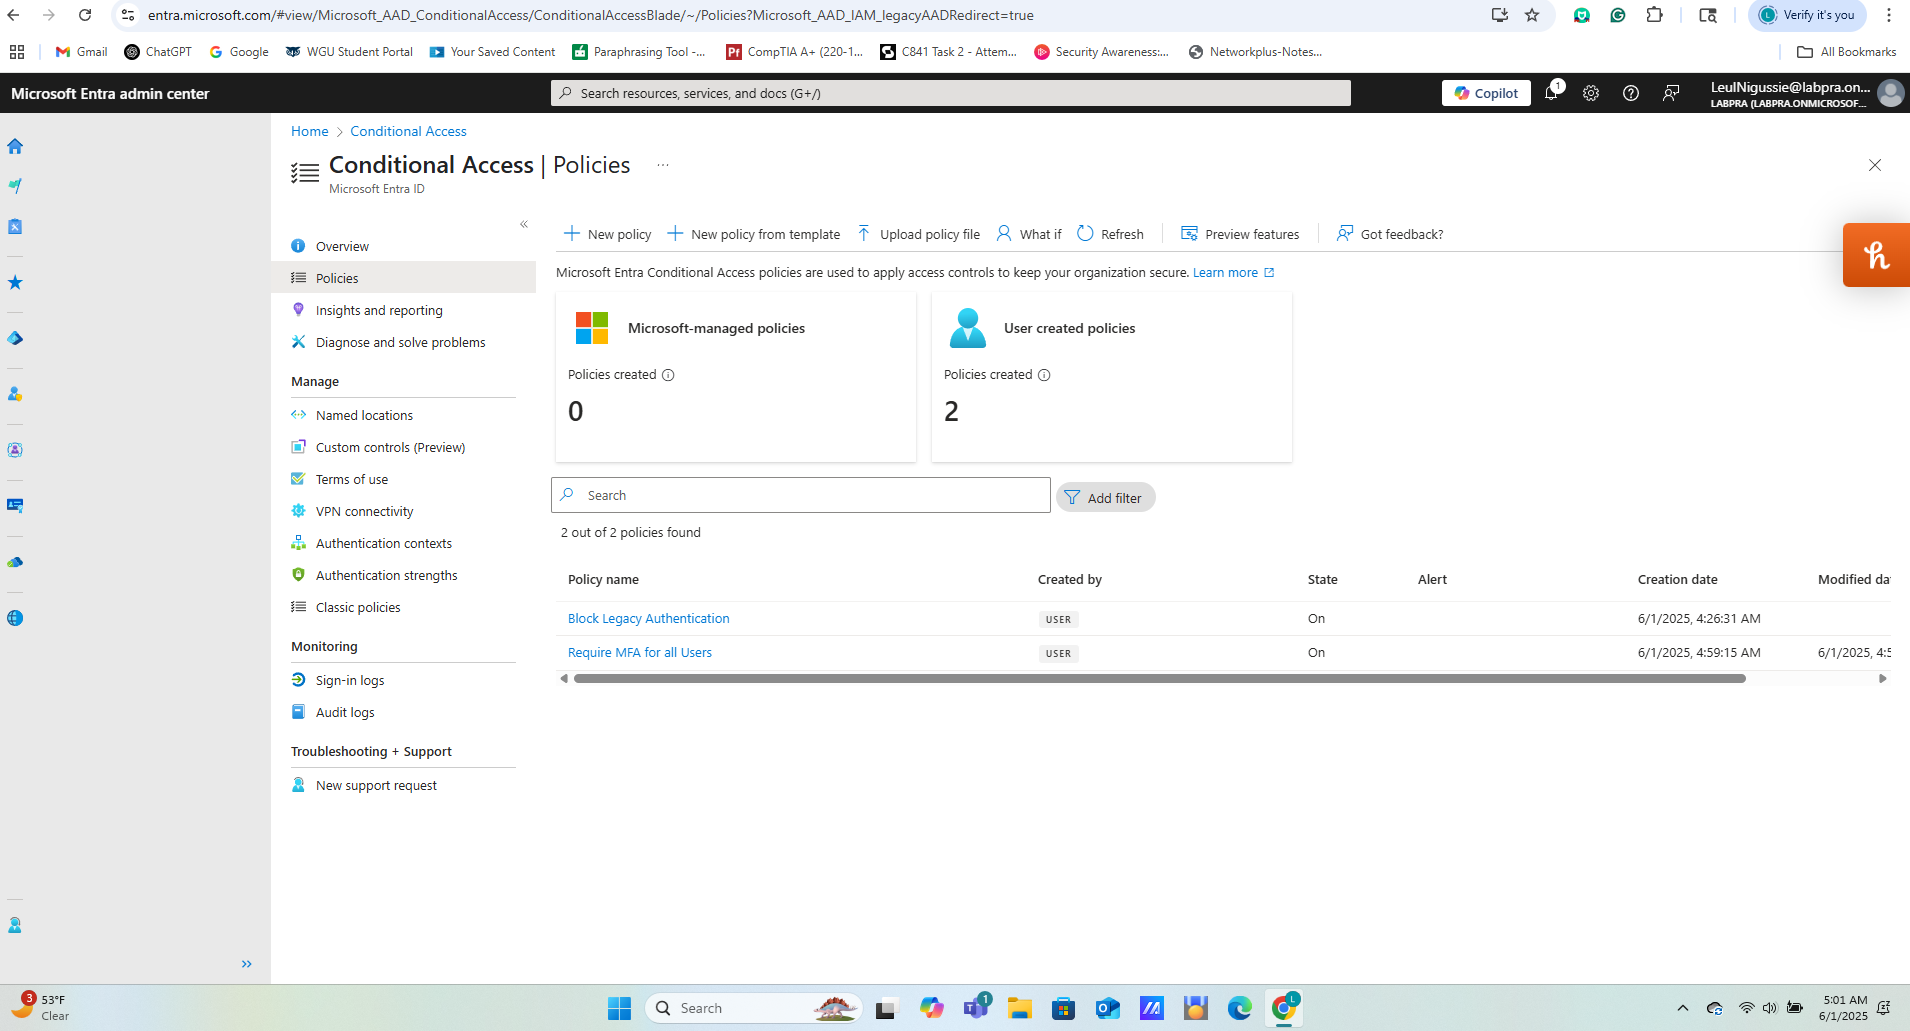 entra.microsoft.com/#view/Microsoft_AAD_ConditionalAccess/ConditionalAccessBlade/~/Policies?Microsoft_AAD_IAM_legacyAADRedirect=true
L Verify it's you
Gmail ChatGPT Google WGU Student Portal Your Saved Content Paraphrasing Tool -... CompTIA A+ (220-1... C841 Task 2 - Attem... Security Awareness:... Networkplus-Notes... All Bookmarks
Microsoft Entra admin center
Search resources, services, and docs (G+/)
Copilot
1
LeulNigussie@labpra.on...
LABPRA (LABPRA.ONMICROSOF...
Home > Conditional Access
Conditional Access | Policies ...
Microsoft Entra ID
«
Overview
Policies
Insights and reporting
Diagnose and solve problems
Manage
Named locations
Custom controls (Preview)
Terms of use
VPN connectivity
Authentication contexts
Authentication strengths
Classic policies
Monitoring
Sign-in logs
Audit logs
Troubleshooting + Support
New support request
»
New policy New policy from template Upload policy file What if Refresh Preview features Got feedback?
Microsoft Entra Conditional Access policies are used to apply access controls to keep your organization secure. Learn more
Microsoft-managed policies
Policies created
0
User created policies
Policies created
2
Search
Add filter
2 out of 2 policies found
Policy name Created by State Alert Creation date Modified da
Block Legacy Authentication USER On 6/1/2025, 4:26:31 AM
Require MFA for all Users USER On 6/1/2025, 4:59:15 AM 6/1/2025, 4:5
h
3
53°F
Clear
Search
1
L
5:01 AM
6/1/2025